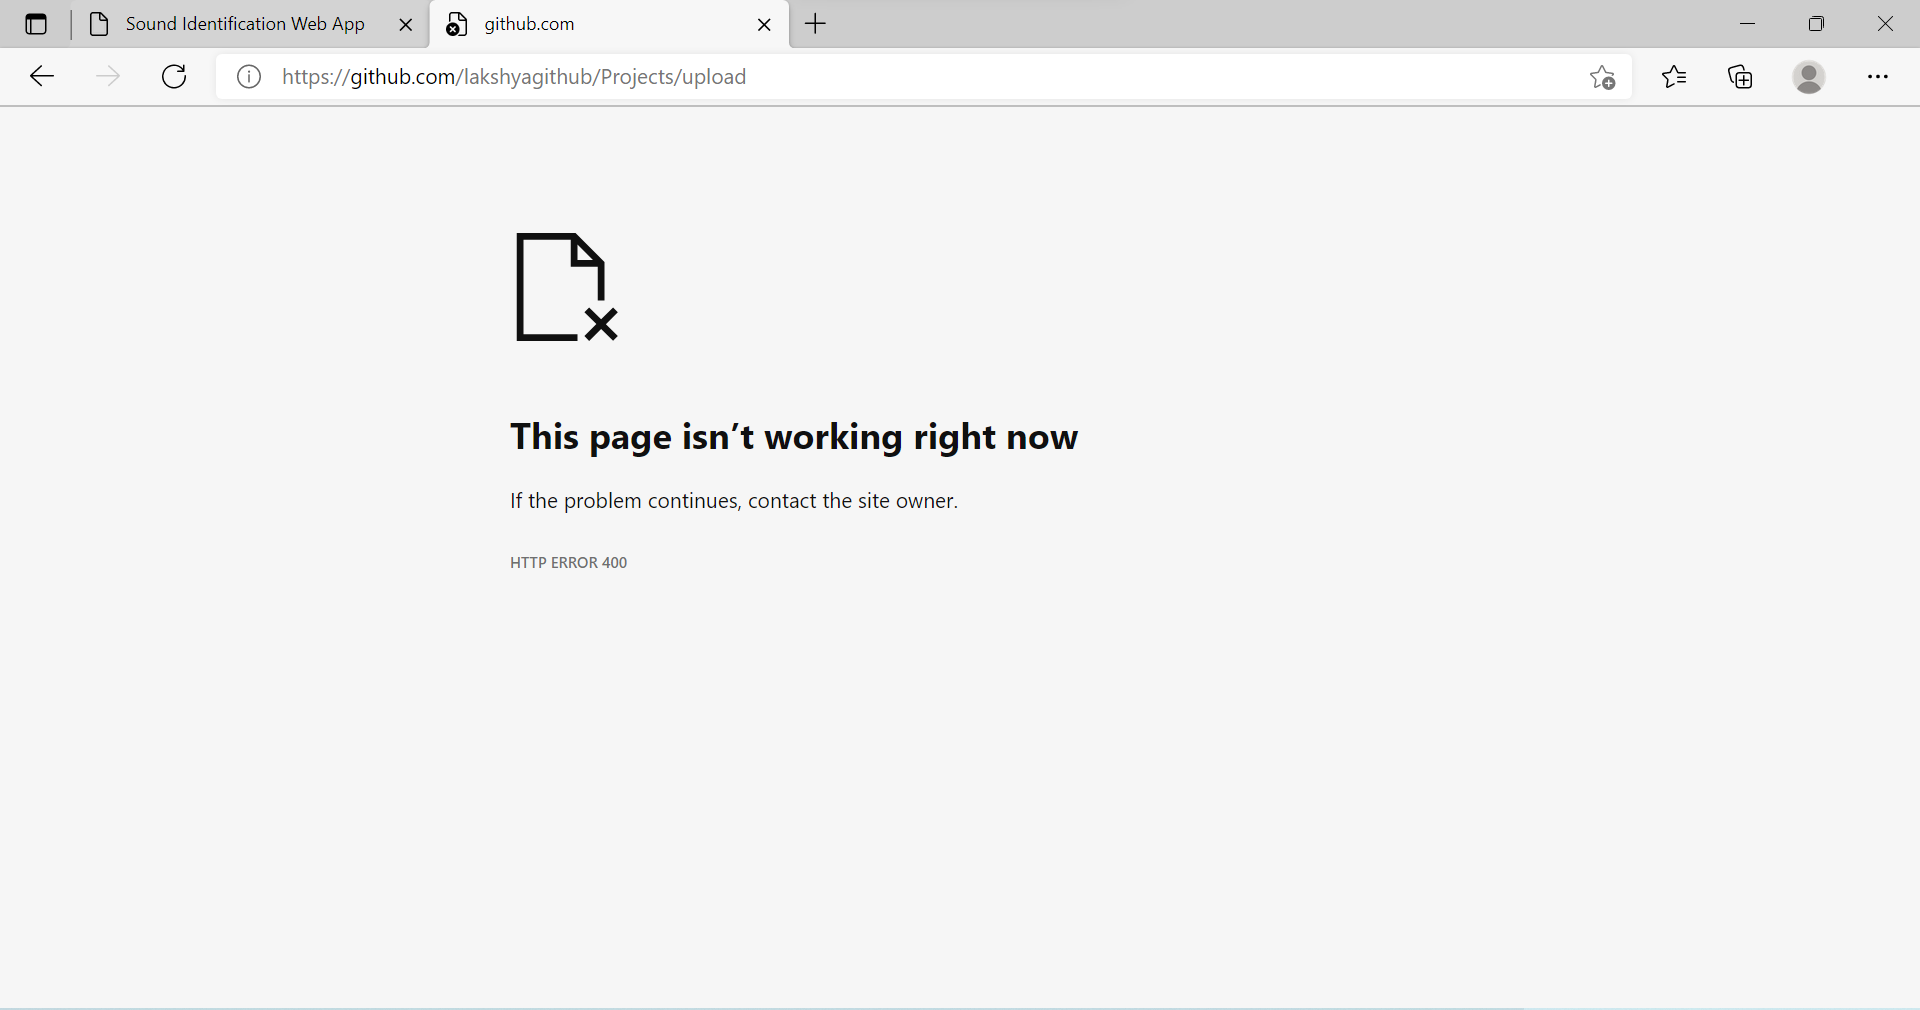 Sound Identification Web App
github.com
https://github.com/lakshyagithub/Projects/upload
This page isn’t working right now
If the problem continues, contact the site owner.
HTTP ERROR 400